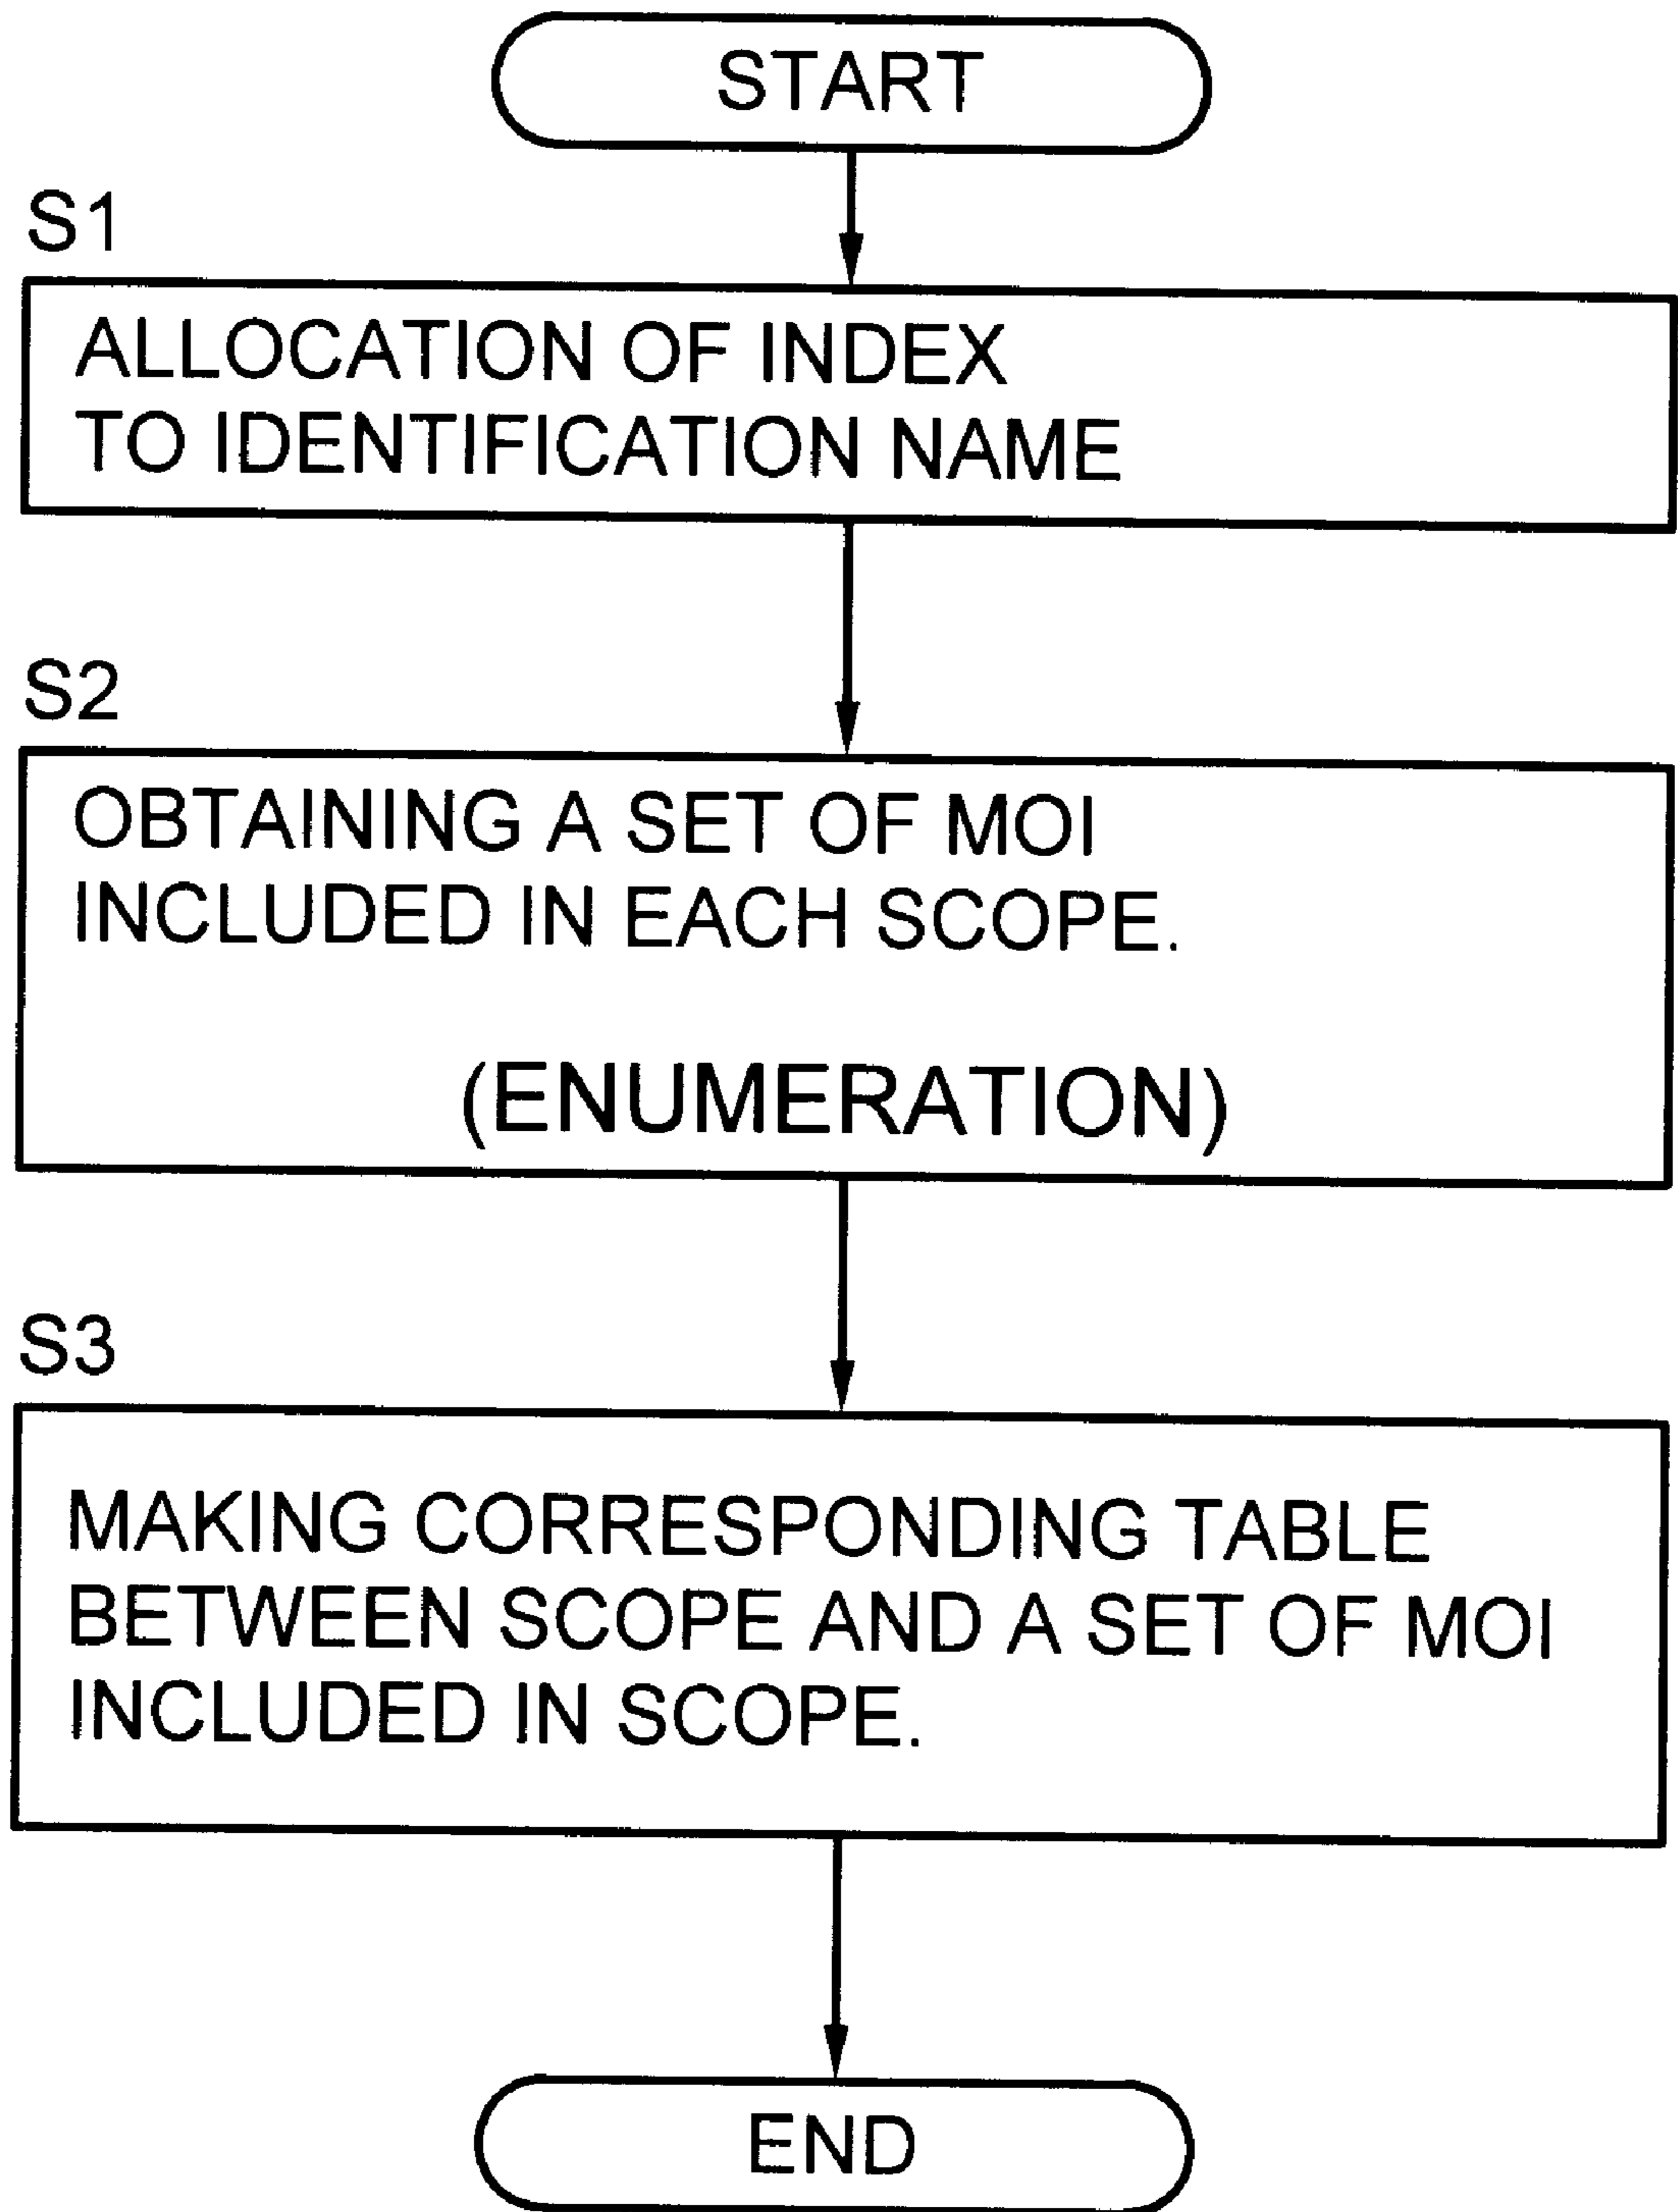 START
S1
ALLOCATION OF INDEX
TO IDENTIFICATION NAME
S2
OBTAINING A SET OF MOI
INCLUDED IN EACH SCOPE.
(ENUMERATION)
S3
MAKING CORRESPONDING TABLE
BETWEEN SCOPE AND A SET OF MOI
INCLUDED IN SCOPE.
END